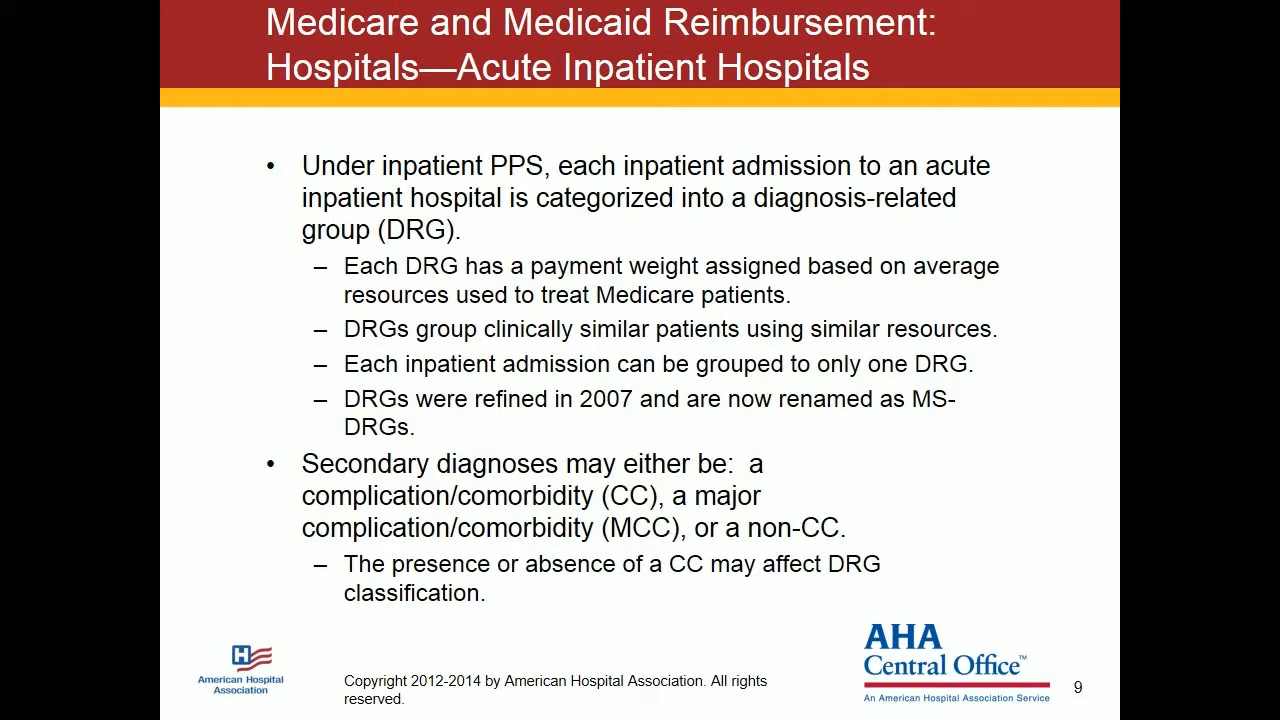 Medicare and Medicaid Reimbursement:
Hospitals—Acute Inpatient Hospitals
• Under inpatient PPS, each inpatient admission to an acute
inpatient hospital is categorized into a diagnosis-related
group (DRG).
– Each DRG has a payment weight assigned based on average
resources used to treat Medicare patients.
– DRGs group clinically similar patients using similar resources.
– Each inpatient admission can be grouped to only one DRG.
– DRGs were refined in 2007 and are now renamed as MS-
DRGs.
• Secondary diagnoses may either be:  a
complication/comorbidity (CC), a major
complication/comorbidity (MCC), or a non-CC.
– The presence or absence of a CC may affect DRG
classification.
H
American Hospital
Association
Copyright 2012-2014 by American Hospital Association. All rights
reserved.
AHA
Central Office™
An American Hospital Association Service
9